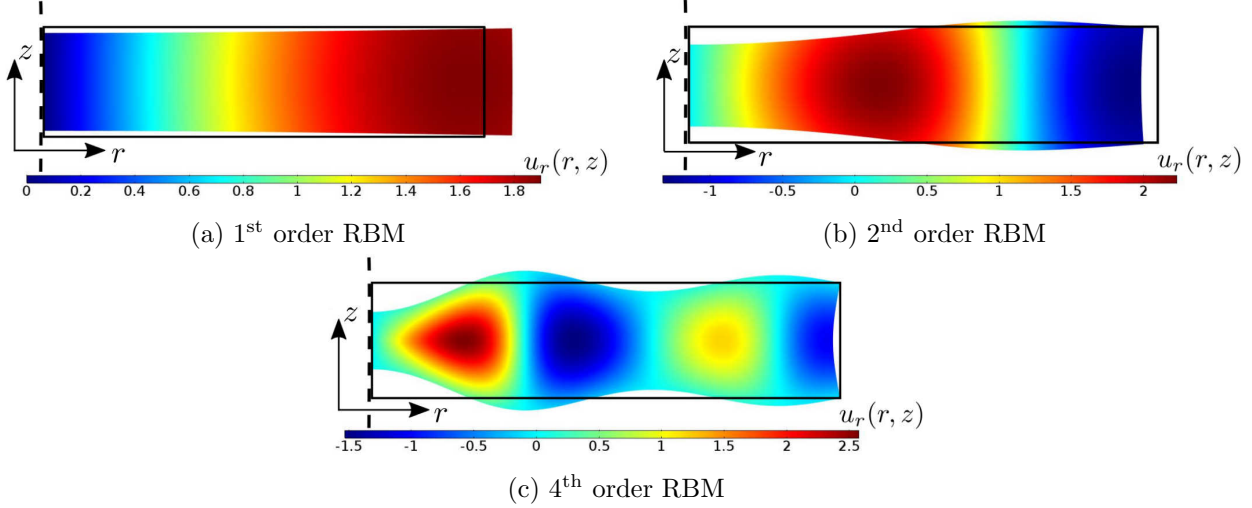 z
r
u_r(r, z)
0 0.2 0.4 0.6 0.8 1 1.2 1.4 1.6 1.8
(a) 1st order RBM
z
r
u_r(r, z)
-1 -0.5 0 0.5 1 1.5 2
(b) 2nd order RBM
z
r
u_r(r, z)
-1.5 -1 -0.5 0 0.5 1 1.5 2 2.5
(c) 4th order RBM